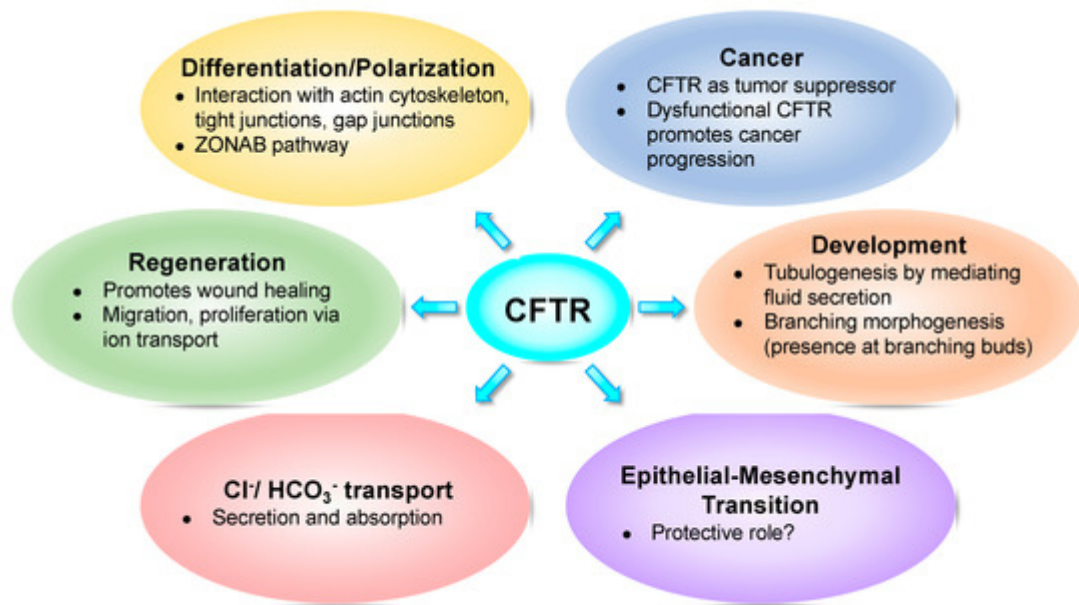 Differentiation/Polarization
• Interaction with actin cytoskeleton,
tight junctions, gap junctions
• ZONAB pathway
Cancer
• CFTR as tumor suppressor
• Dysfunctional CFTR
promotes cancer
progression
Regeneration
• Promotes wound healing
• Migration, proliferation via
ion transport
CFTR
Development
• Tubulogenesis by mediating
fluid secretion
• Branching morphogenesis
(presence at branching buds)
Cl⁻/ HCO₃⁻ transport
• Secretion and absorption
Epithelial-Mesenchymal
Transition
• Protective role?